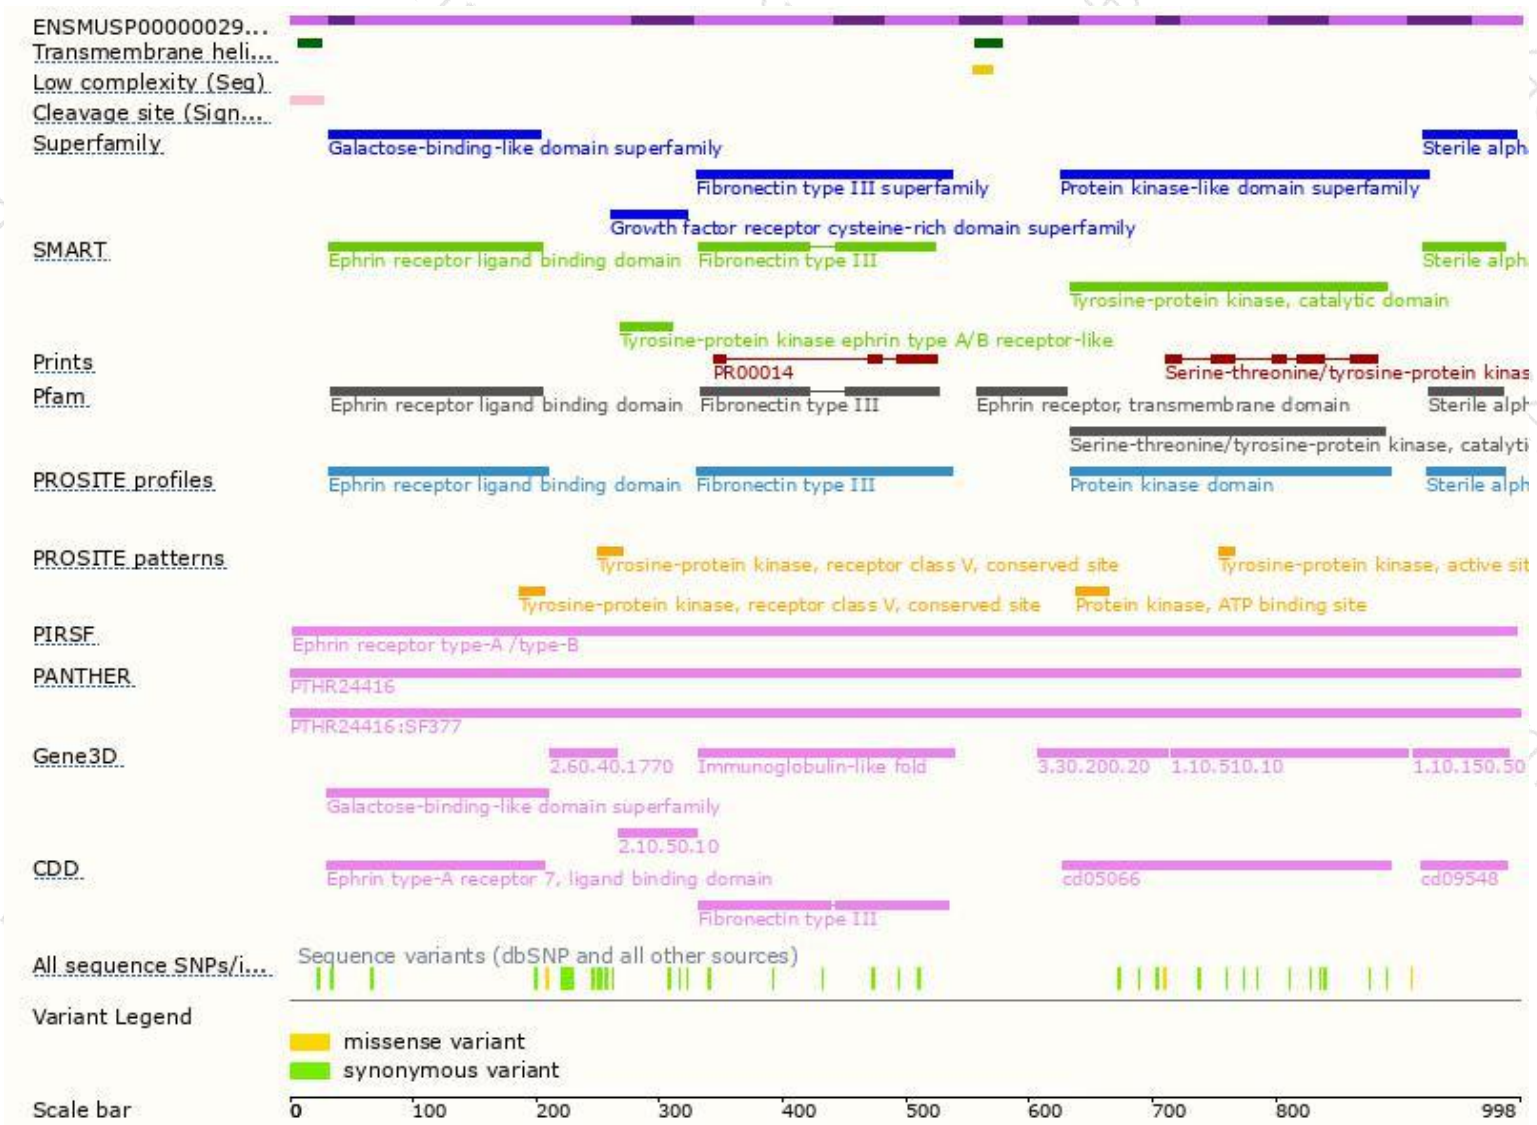 ENSMUSP00000029...
Transmembrane heli...
Low complexity (Seg)
Cleavage site (Sign...
Superfamily
Galactose-binding-like domain superfamily
Sterile alph
Fibronectin type III superfamily
Protein kinase-like domain superfamily
Growth factor receptor cysteine-rich domain superfamily
SMART
Ephrin receptor ligand binding domain
Fibronectin type III
Sterile alph
Tyrosine-protein kinase, catalytic domain
Tyrosine-protein kinase ephrin type A/B receptor-like
Prints
PR00014
Serine-threonine/tyrosine-protein kinas
Pfam
Ephrin receptor ligand binding domain
Fibronectin type III
Ephrin receptor, transmembrane domain
Sterile alph
Serine-threonine/tyrosine-protein kinase, catalyti
PROSITE profiles
Ephrin receptor ligand binding domain
Fibronectin type III
Protein kinase domain
Sterile alph
PROSITE patterns
Tyrosine-protein kinase, receptor class V, conserved site
Tyrosine-protein kinase, active sit
Tyrosine-protein kinase, receptor class V, conserved site
Protein kinase, ATP binding site
PIRSF
Ephrin receptor type-A /type-B
PANTHER
PTHR24416
PTHR24416:SF377
Gene3D
2.60.40.1770
Immunoglobulin-like fold
3.30.200.20
1.10.510.10
1.10.150.50
Galactose-binding-like domain superfamily
2.10.50.10
CDD
Ephrin type-A receptor 7, ligand binding domain
cd05066
cd09548
Fibronectin type III
All sequence SNPs/i...
Sequence variants (dbSNP and all other sources)
Variant Legend
missense variant
synonymous variant
Scale bar
0 100 200 300 400 500 600 700 800 998